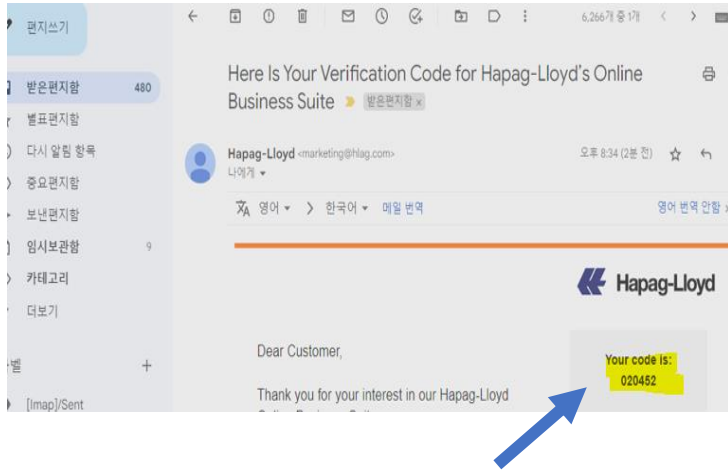 편지쓰기
6,266개 중 1개
받은편지함 480
별표편지함
다시 알림 항목
중요편지함
보낸편지함
임시보관함 9
카테고리
더보기
[Imap]/Sent
Here Is Your Verification Code for Hapag-Lloyd's Online
Business Suite 받은편지함 ×
Hapag-Lloyd <marketing@hlag.com> 오후 8:34 (2분 전)
나에게
영어 > 한국어 메일 번역 영어 번역 안함
Hapag-Lloyd
Dear Customer,
Thank you for your interest in our Hapag-Lloyd
Your code is:
020452